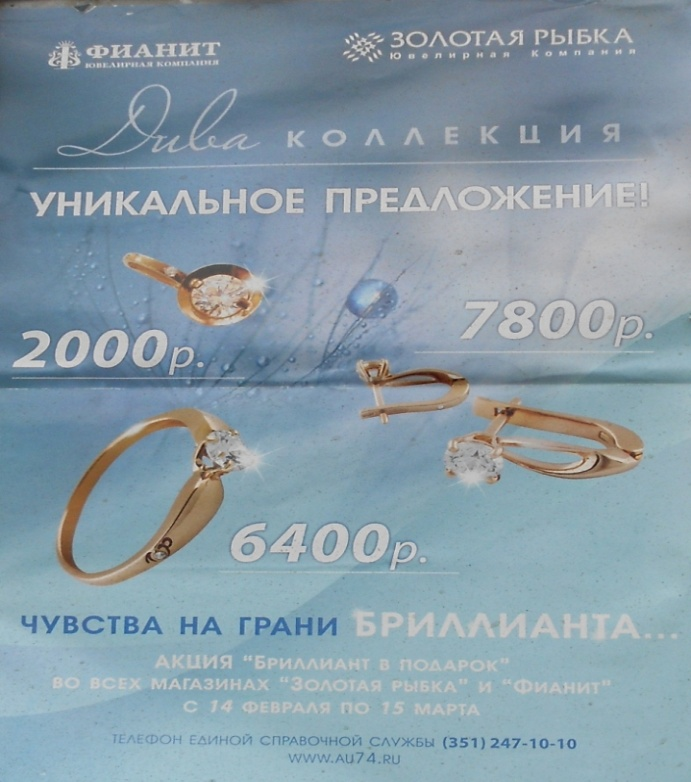 ФИАНИТ
ЮВЕЛИРНАЯ КОМПАНИЯ
ЗОЛОТАЯ РЫБКА
Ювелирная Компания
Дива КОЛЛЕКЦИЯ
УНИКАЛЬНОЕ ПРЕДЛОЖЕНИЕ!
7800р.
2000р.
6400р.
ЧУВСТВА НА ГРАНИ БРИЛЛИАНТА...
АКЦИЯ "БРИЛЛИАНТ В ПОДАРОК"
ВО ВСЕХ МАГАЗИНАХ "ЗОЛОТАЯ РЫБКА" И "ФИАНИТ"
С 14 ФЕВРАЛЯ ПО 15 МАРТА
ТЕЛЕФОН ЕДИНОЙ СПРАВОЧНОЙ СЛУЖБЫ (351) 247-10-10
WWW.AU74.RU